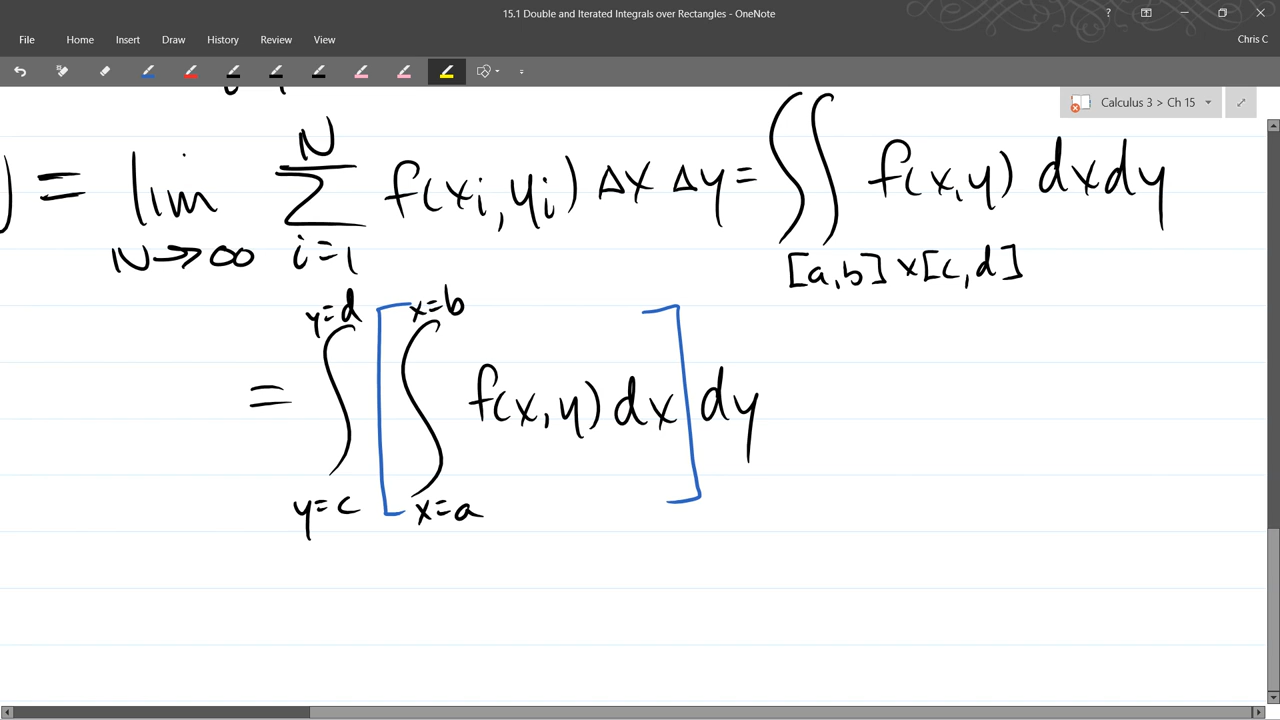 15.1 Double and Iterated Integrals over Rectangles - OneNote
File Home Insert Draw History Review View
Chris C
Calculus 3 > Ch 15
) = lim N→∞ N ∑ i=1 f(xi, yi) Δx Δy = ∬ f(x,y) dxdy
[a,b] x [c,d]
y=d x=b
= ∫ [ ∫ f(x,y) dx ] dy
y=c x=a